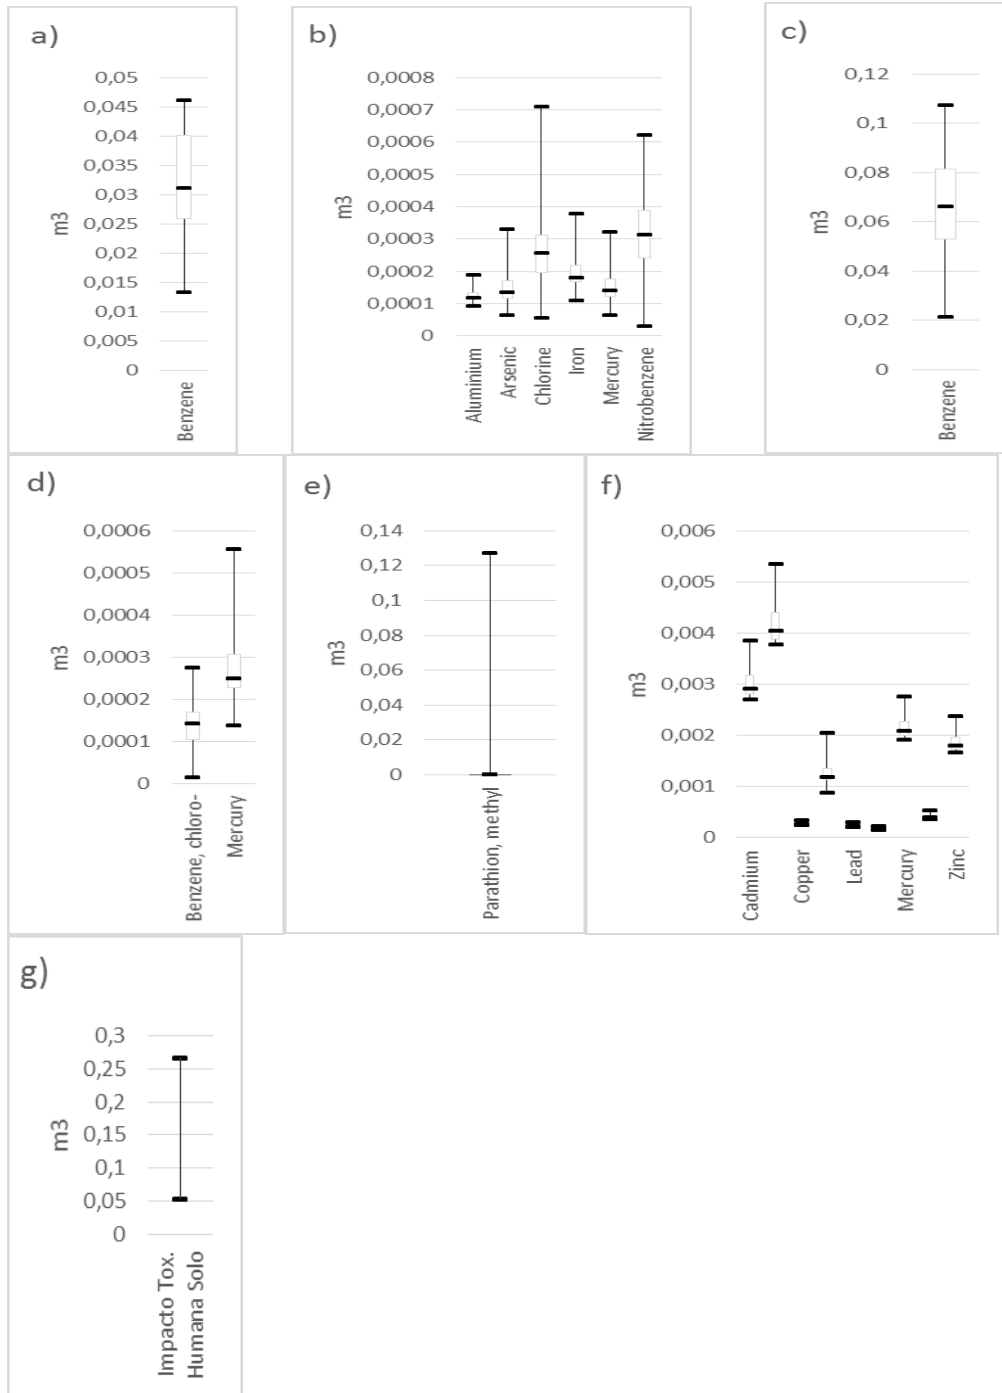 a)
0,05
0,045
0,04
0,035
0,03
0,025
0,02
0,015
0,01
0,005
0
m3
Benzene
b)
0,0008
0,0007
0,0006
0,0005
0,0004
0,0003
0,0002
0,0001
0
m3
Aluminium
Arsenic
Chlorine
Iron
Mercury
Nitrobenzene
c)
0,12
0,1
0,08
0,06
0,04
0,02
0
m3
Benzene
d)
0,0006
0,0005
0,0004
0,0003
0,0002
0,0001
0
m3
Benzene, chloro-
Mercury
e)
0,14
0,12
0,1
0,08
0,06
0,04
0,02
0
m3
Parathion, methyl
f)
0,006
0,005
0,004
0,003
0,002
0,001
0
m3
Cadmium
Copper
Lead
Mercury
Zinc
g)
0,3
0,25
0,2
0,15
0,1
0,05
0
m3
Impacto Tox.
Humana Solo